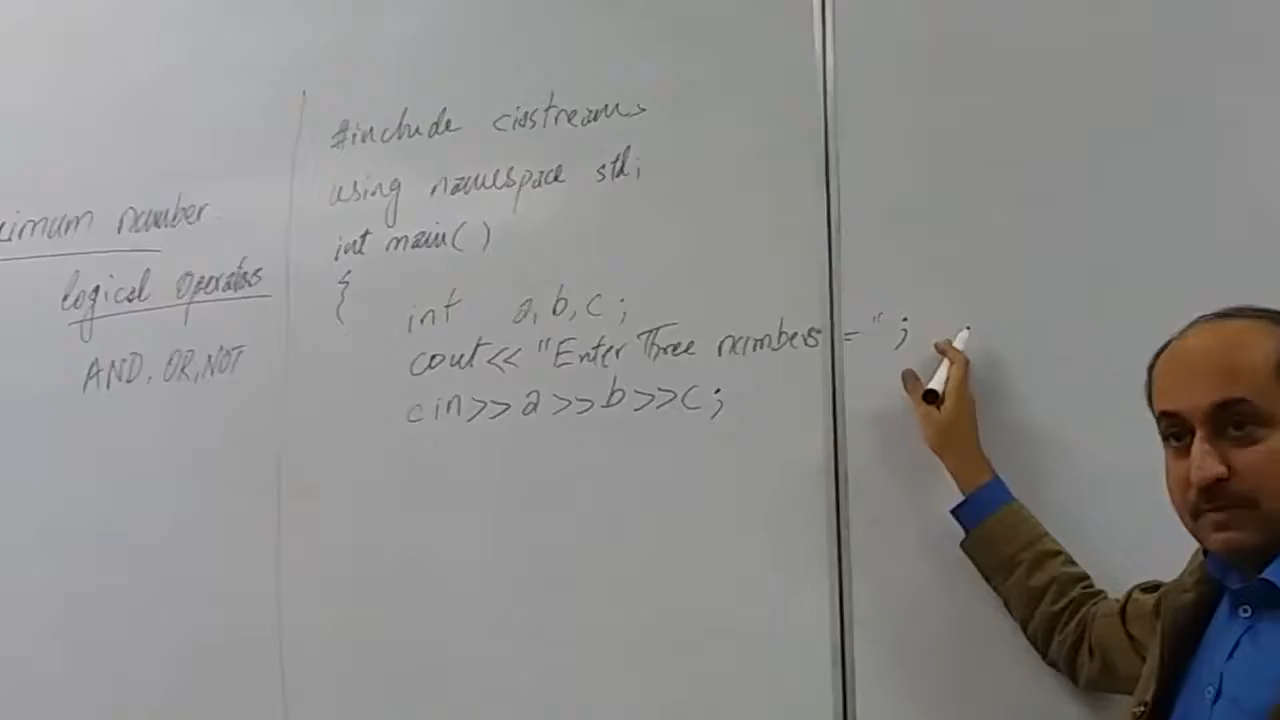 ximum number
logical operators
AND, OR, NOT
#include <iostream>
using namespace std;
int main()
{
int a, b, c;
cout<< "Enter Three numbers = ";
cin>>a>>b>>c;